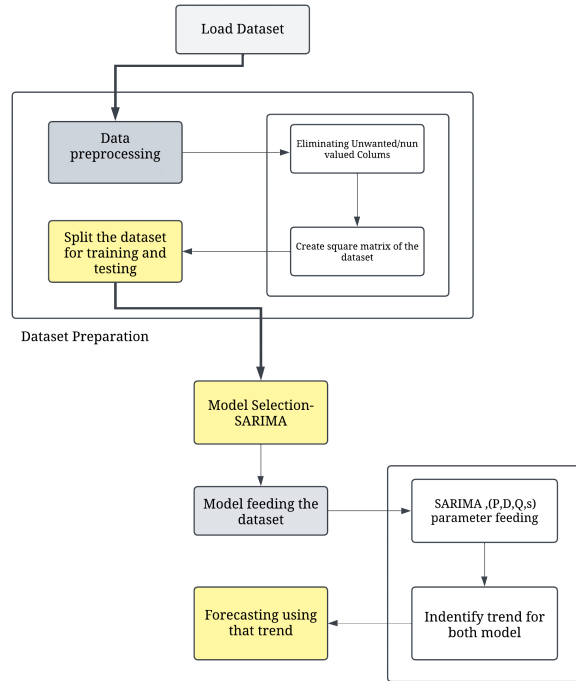 Load Dataset
Data
preprocessing
Eliminating Unwanted/nun
valued Colums
Create square matrix of the
dataset
Split the dataset
for training and
testing
Dataset Preparation
Model Selection-
SARIMA
Model feeding the
dataset
SARIMA ,(P,D,Q,s)
parameter feeding
Indentify trend for
both model
Forecasting using
that trend